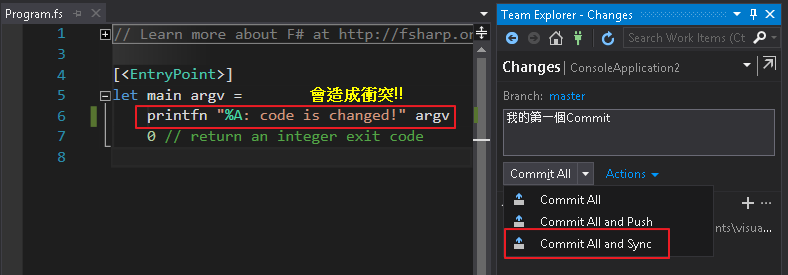 Program.fs
1 // Learn more about F# at http://fsharp.or
2
3
4 [<EntryPoint>]
5 let main argv =
會造成衝突!!
6 printfn "%A: code is changed!" argv
7 0 // return an integer exit code
8
Team Explorer - Changes
Search Work Items (Ct
Changes | ConsoleApplication2
Branch: master
我的第一個Commit
Commit All Actions
Commit All
Commit All and Push
Commit All and Sync
nts\visua...